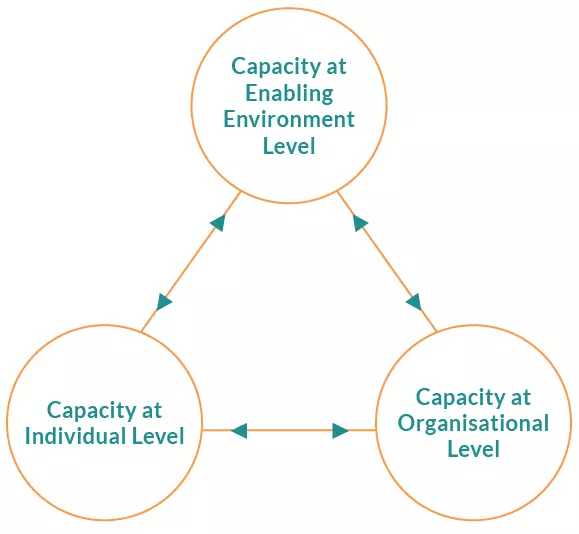 Capacity at
Enabling
Environment
Level
Capacity at
Individual Level
Capacity at
Organisational
Level